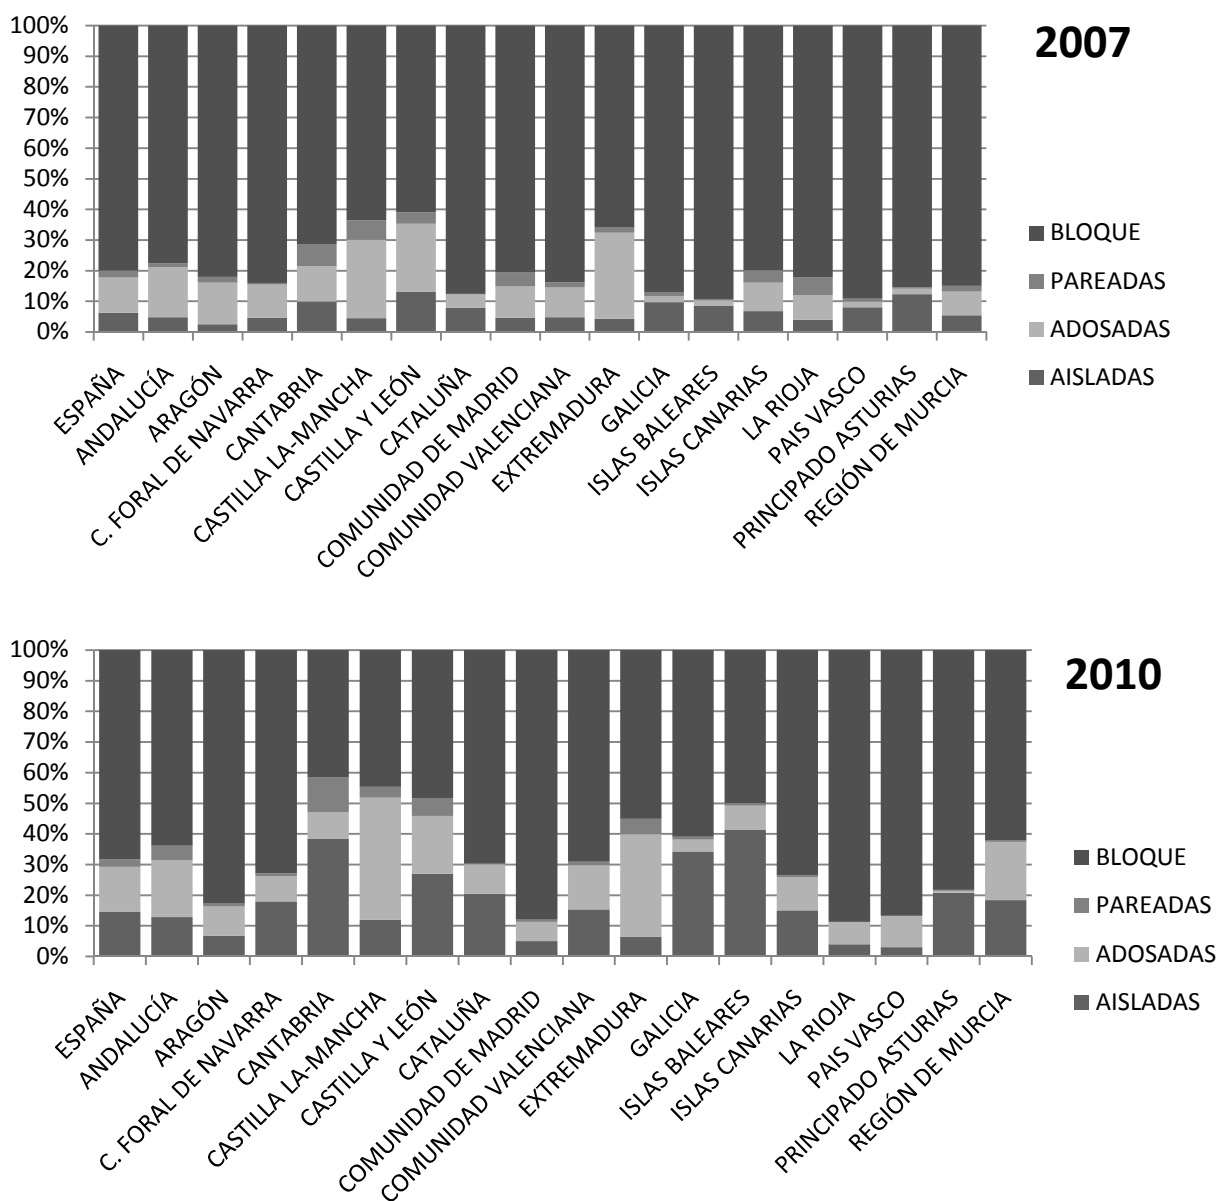 2007
100%
90%
80%
70%
60%
50%
40%
30%
20%
10%
0%
BLOQUE
PAREADAS
ADOSADAS
AISLADAS
ESPAÑA
ANDALUCÍA
ARAGÓN
C. FORAL DE NAVARRA
CANTABRIA
CASTILLA LA-MANCHA
CASTILLA Y LEÓN
CATALUÑA
COMUNIDAD DE MADRID
COMUNIDAD VALENCIANA
EXTREMADURA
GALICIA
ISLAS BALEARES
ISLAS CANARIAS
LA RIOJA
PAIS VASCO
PRINCIPADO ASTURIAS
REGIÓN DE MURCIA
2010
100%
90%
80%
70%
60%
50%
40%
30%
20%
10%
0%
BLOQUE
PAREADAS
ADOSADAS
AISLADAS
ESPAÑA
ANDALUCÍA
ARAGÓN
C. FORAL DE NAVARRA
CANTABRIA
CASTILLA LA-MANCHA
CASTILLA Y LEÓN
CATALUÑA
COMUNIDAD DE MADRID
COMUNIDAD VALENCIANA
EXTREMADURA
GALICIA
ISLAS BALEARES
ISLAS CANARIAS
LA RIOJA
PAIS VASCO
PRINCIPADO ASTURIAS
REGIÓN DE MURCIA